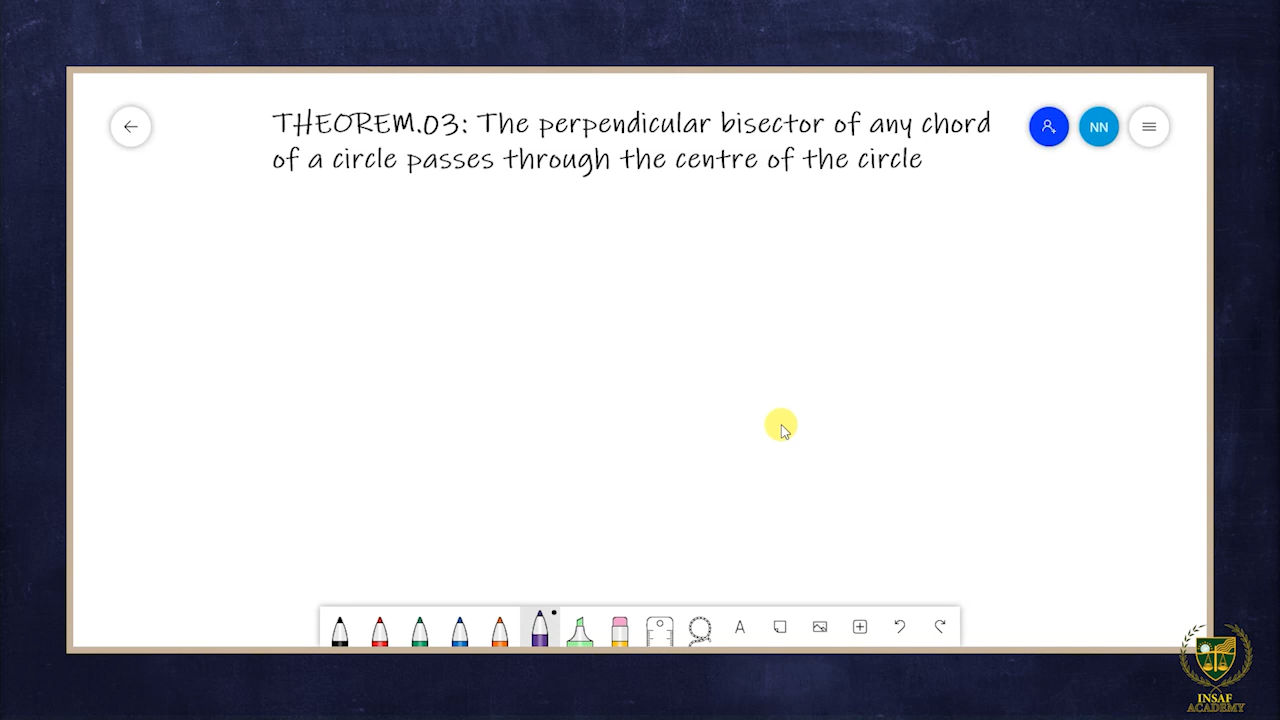 THEOREM.03: The perpendicular bisector of any chord
of a circle passes through the centre of the circle
NN
A
INSAF
ACADEMY